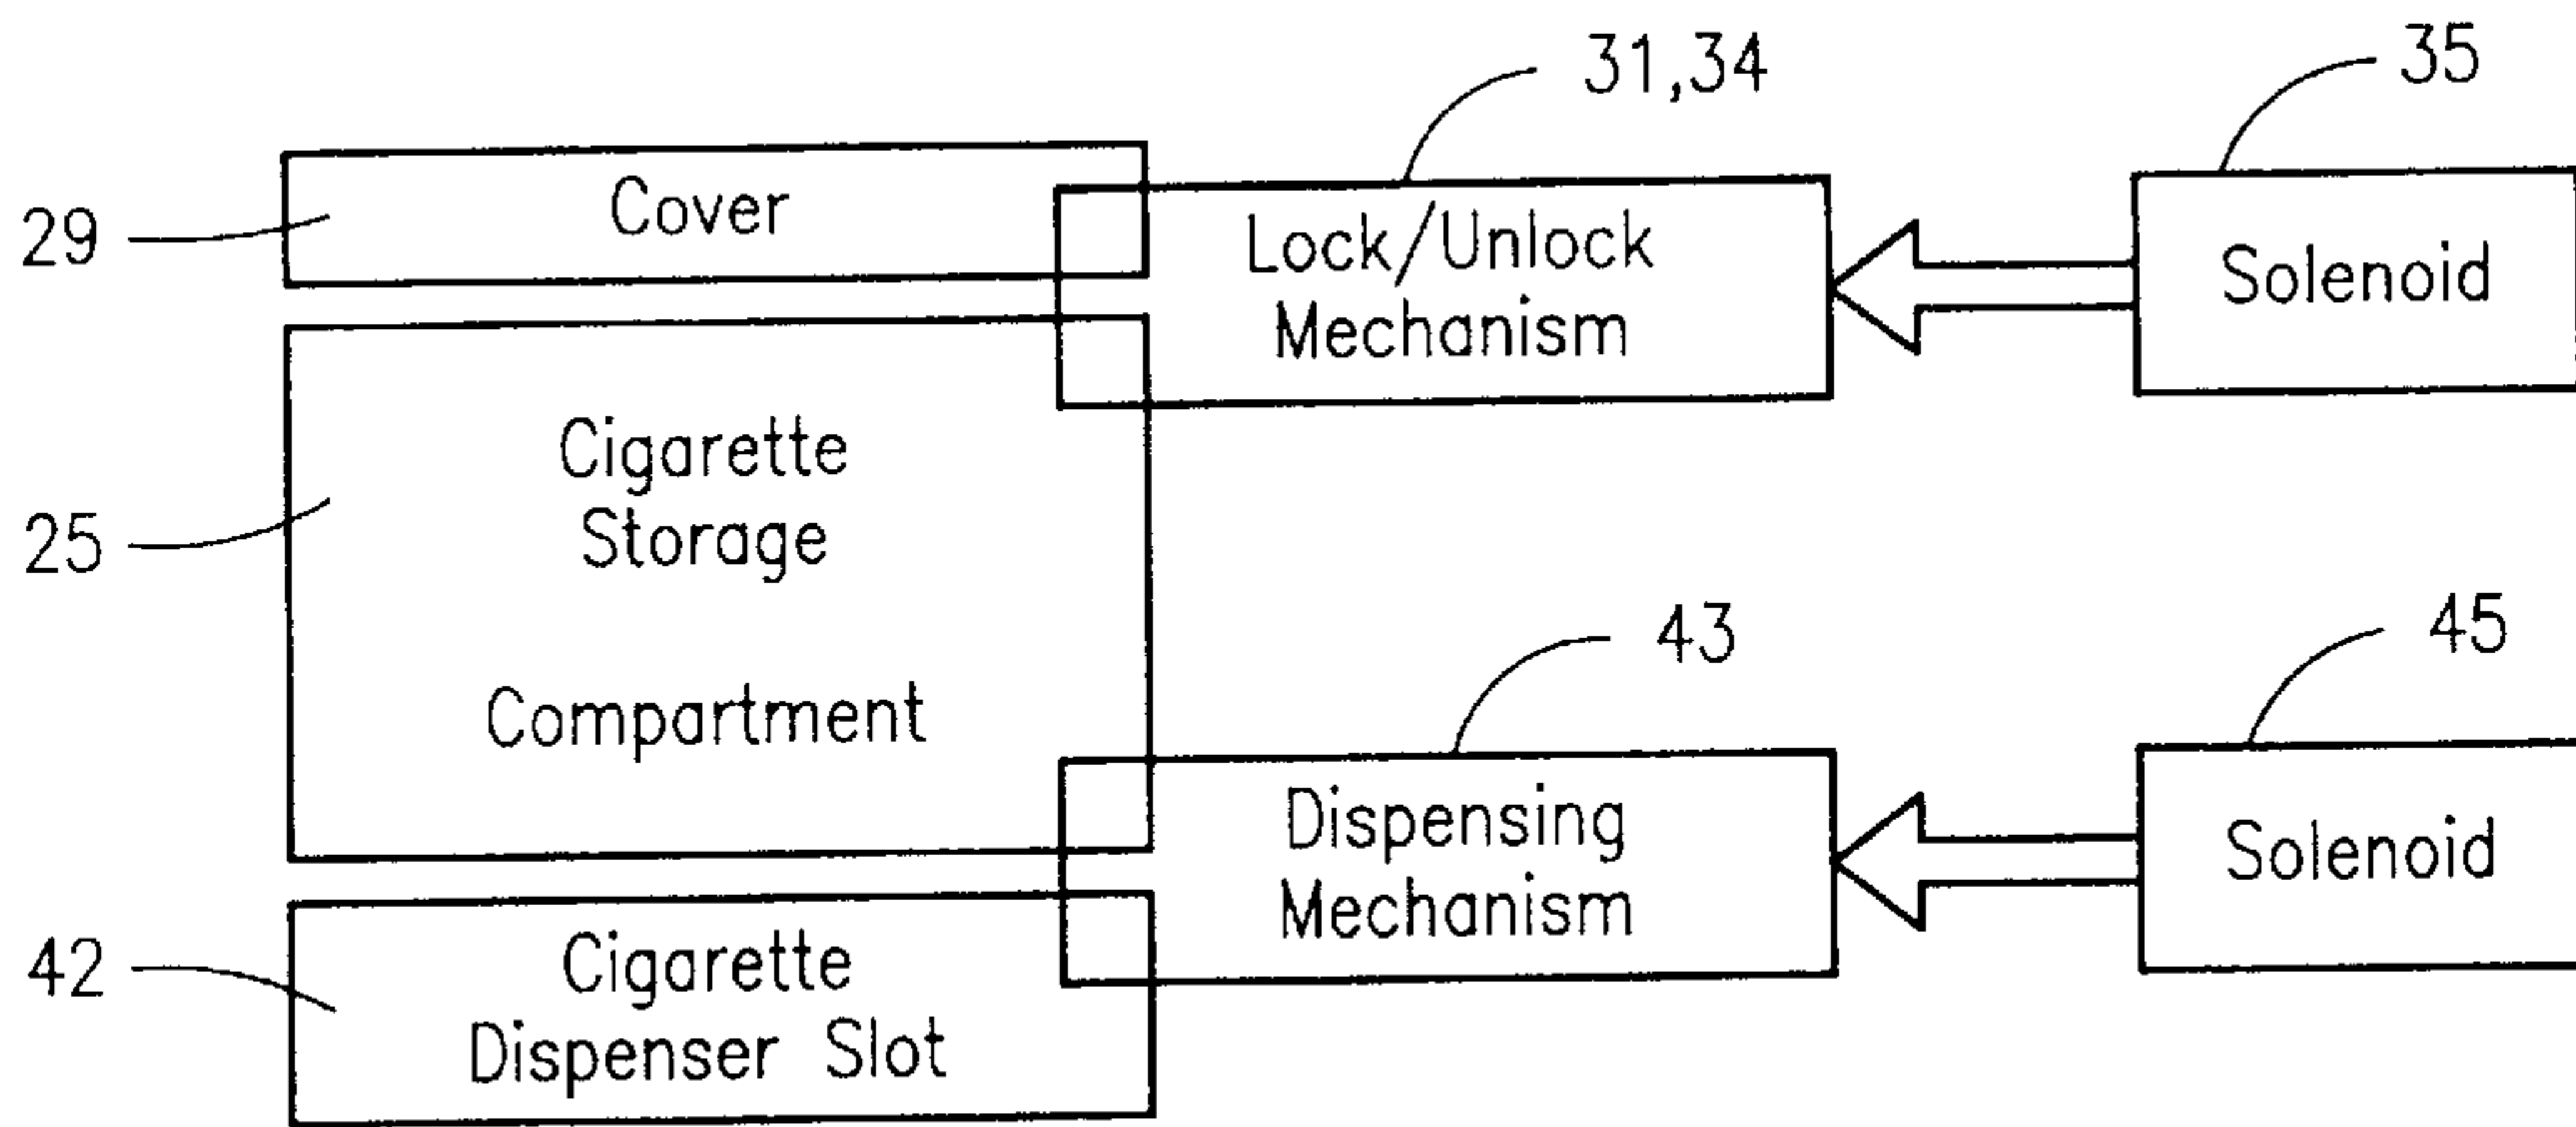 31,34
35
29
Cover
Lock/Unlock
Mechanism
Solenoid
25
Cigarette
Storage
Compartment
43
45
Dispensing
Mechanism
Solenoid
42
Cigarette
Dispenser Slot